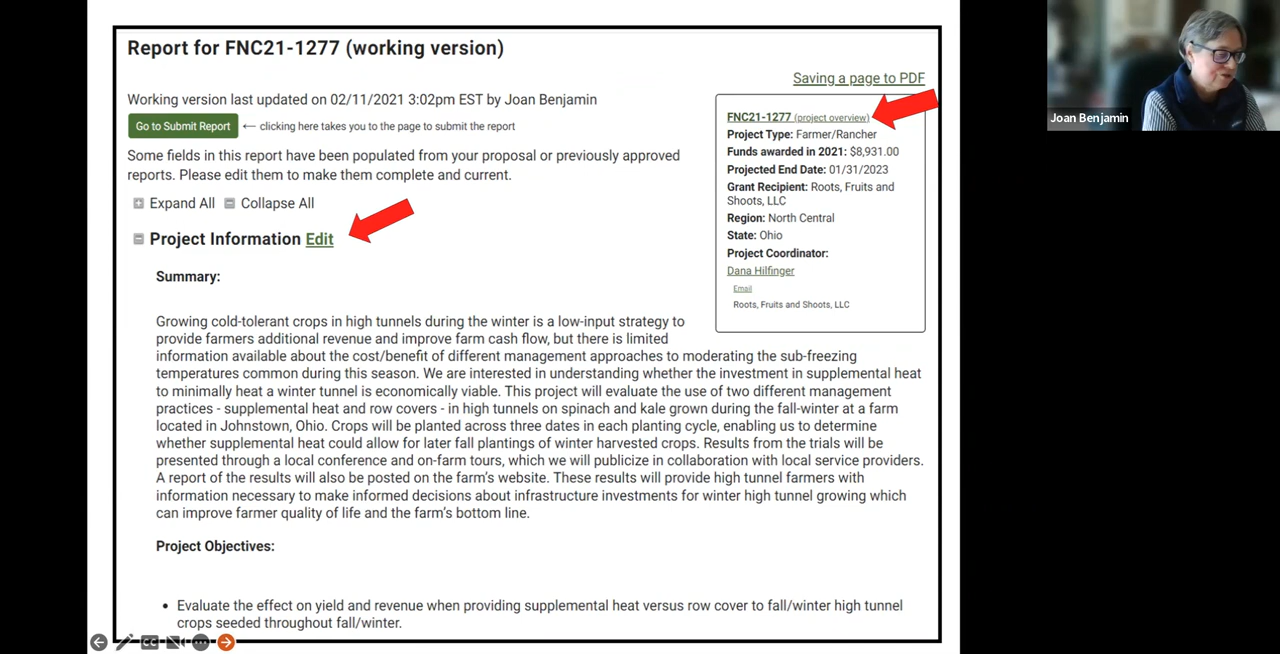 Report for FNC21-1277 (working version)
Saving a page to PDF
Working version last updated on 02/11/2021 3:02pm EST by Joan Benjamin
Go to Submit Report
clicking here takes you to the page to submit the report
Some fields in this report have been populated from your proposal or previously approved
reports. Please edit them to make them complete and current.
Expand All Collapse All
Project Information Edit
FNC21-1277 (project overview)
Project Type: Farmer/Rancher
Funds awarded in 2021: $8,931.00
Projected End Date: 01/31/2023
Grant Recipient: Roots, Fruits and
Shoots, LLC
Region: North Central
State: Ohio
Project Coordinator:
Dana Hilfinger
Email
Roots, Fruits and Shoots, LLC
Summary:
Growing cold-tolerant crops in high tunnels during the winter is a low-input strategy to
provide farmers additional revenue and improve farm cash flow, but there is limited
information available about the cost/benefit of different management approaches to moderating the sub-freezing
temperatures common during this season. We are interested in understanding whether the investment in supplemental heat
to minimally heat a winter tunnel is economically viable. This project will evaluate the use of two different management
practices - supplemental heat and row covers - in high tunnels on spinach and kale grown during the fall-winter at a farm
located in Johnstown, Ohio. Crops will be planted across three dates in each planting cycle, enabling us to determine
whether supplemental heat could allow for later fall plantings of winter harvested crops. Results from the trials will be
presented through a local conference and on-farm tours, which we will publicize in collaboration with local service providers.
A report of the results will also be posted on the farm's website. These results will provide high tunnel farmers with
information necessary to make informed decisions about infrastructure investments for winter high tunnel growing which
can improve farmer quality of life and the farm's bottom line.
Project Objectives:
• Evaluate the effect on yield and revenue when providing supplemental heat versus row cover to fall/winter high tunnel
crops seeded throughout fall/winter.
CC
Joan Benjamin